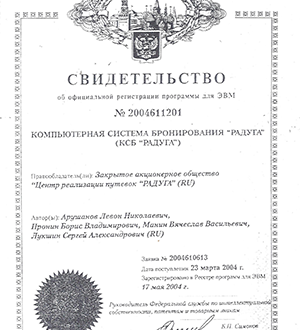 СВИДЕТЕЛЬСТВО
об официальной регистрации программы для ЭВМ
№ 2004611201
КОМПЬЮТЕРНАЯ СИСТЕМА БРОНИРОВАНИЯ "РАДУГА"
(КСБ "РАДУГА")
Правообладатель(ли): Закрытое акционерное общество
"Центр реализации путевок "РАДУГА" (RU)
Автор(ы): Арушанов Левон Николаевич,
Пронин Борис Владимирович, Манин Вячеслав Васильевич,
Лукшин Сергей Александрович (RU)
Заявка № 2004610613
Дата поступления 23 марта 2004 г.
Зарегистрировано в Реестре программ для ЭВМ
17 мая 2004 г.
Руководитель Федеральной службы по интеллектуальной
собственности, патентам и товарным знакам
Б.П. Симонов